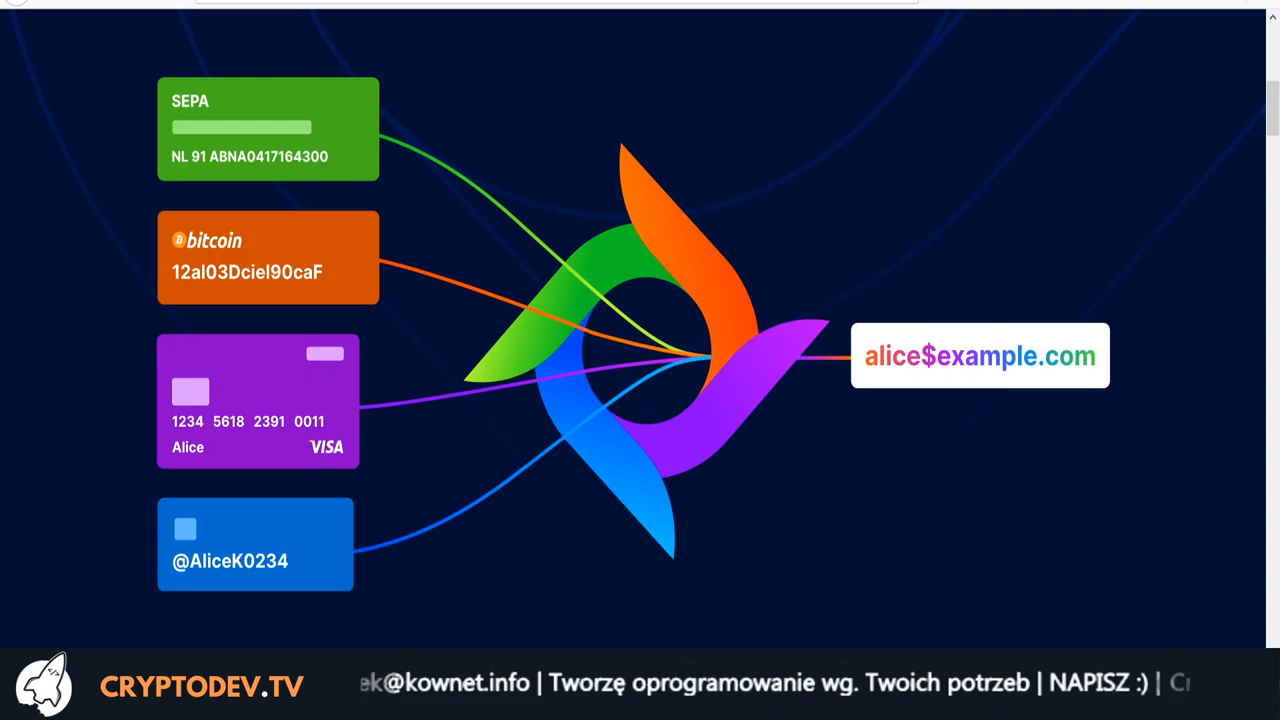 SEPA
NL 91 ABNA0417164300
bitcoin
12al03Dciel90caF
1234 5618 2391 0011
Alice VISA
@AliceK0234
alice$example.com
CRYPTODEV.TV
ek@kownet.info | Tworzę oprogramowanie wg. Twoich potrzeb | NAPISZ :) | Cr